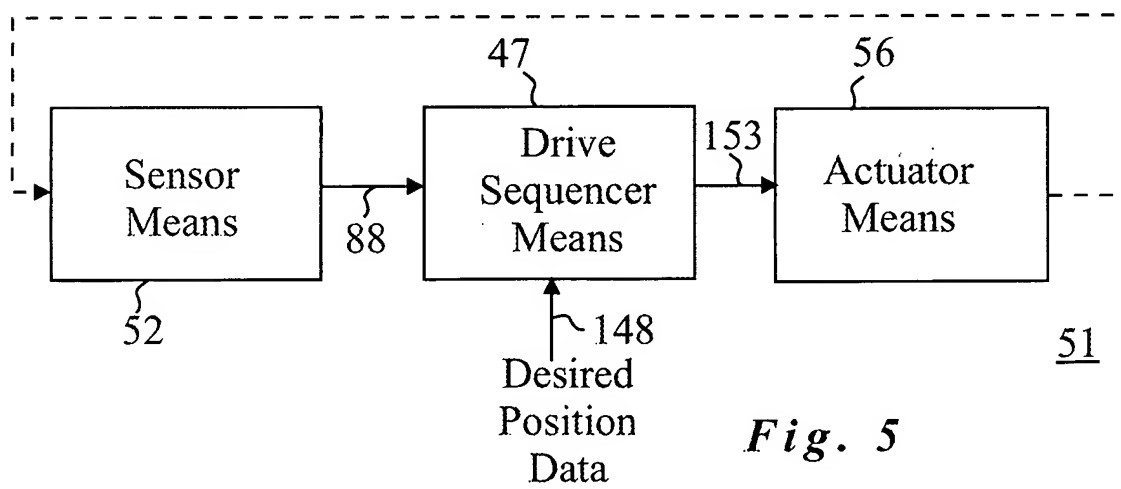 47
56
Sensor
Means
Drive
Sequencer
Means
153
Actuator
Means
88
52
148
51
Desired
Position
Data
Fig. 5